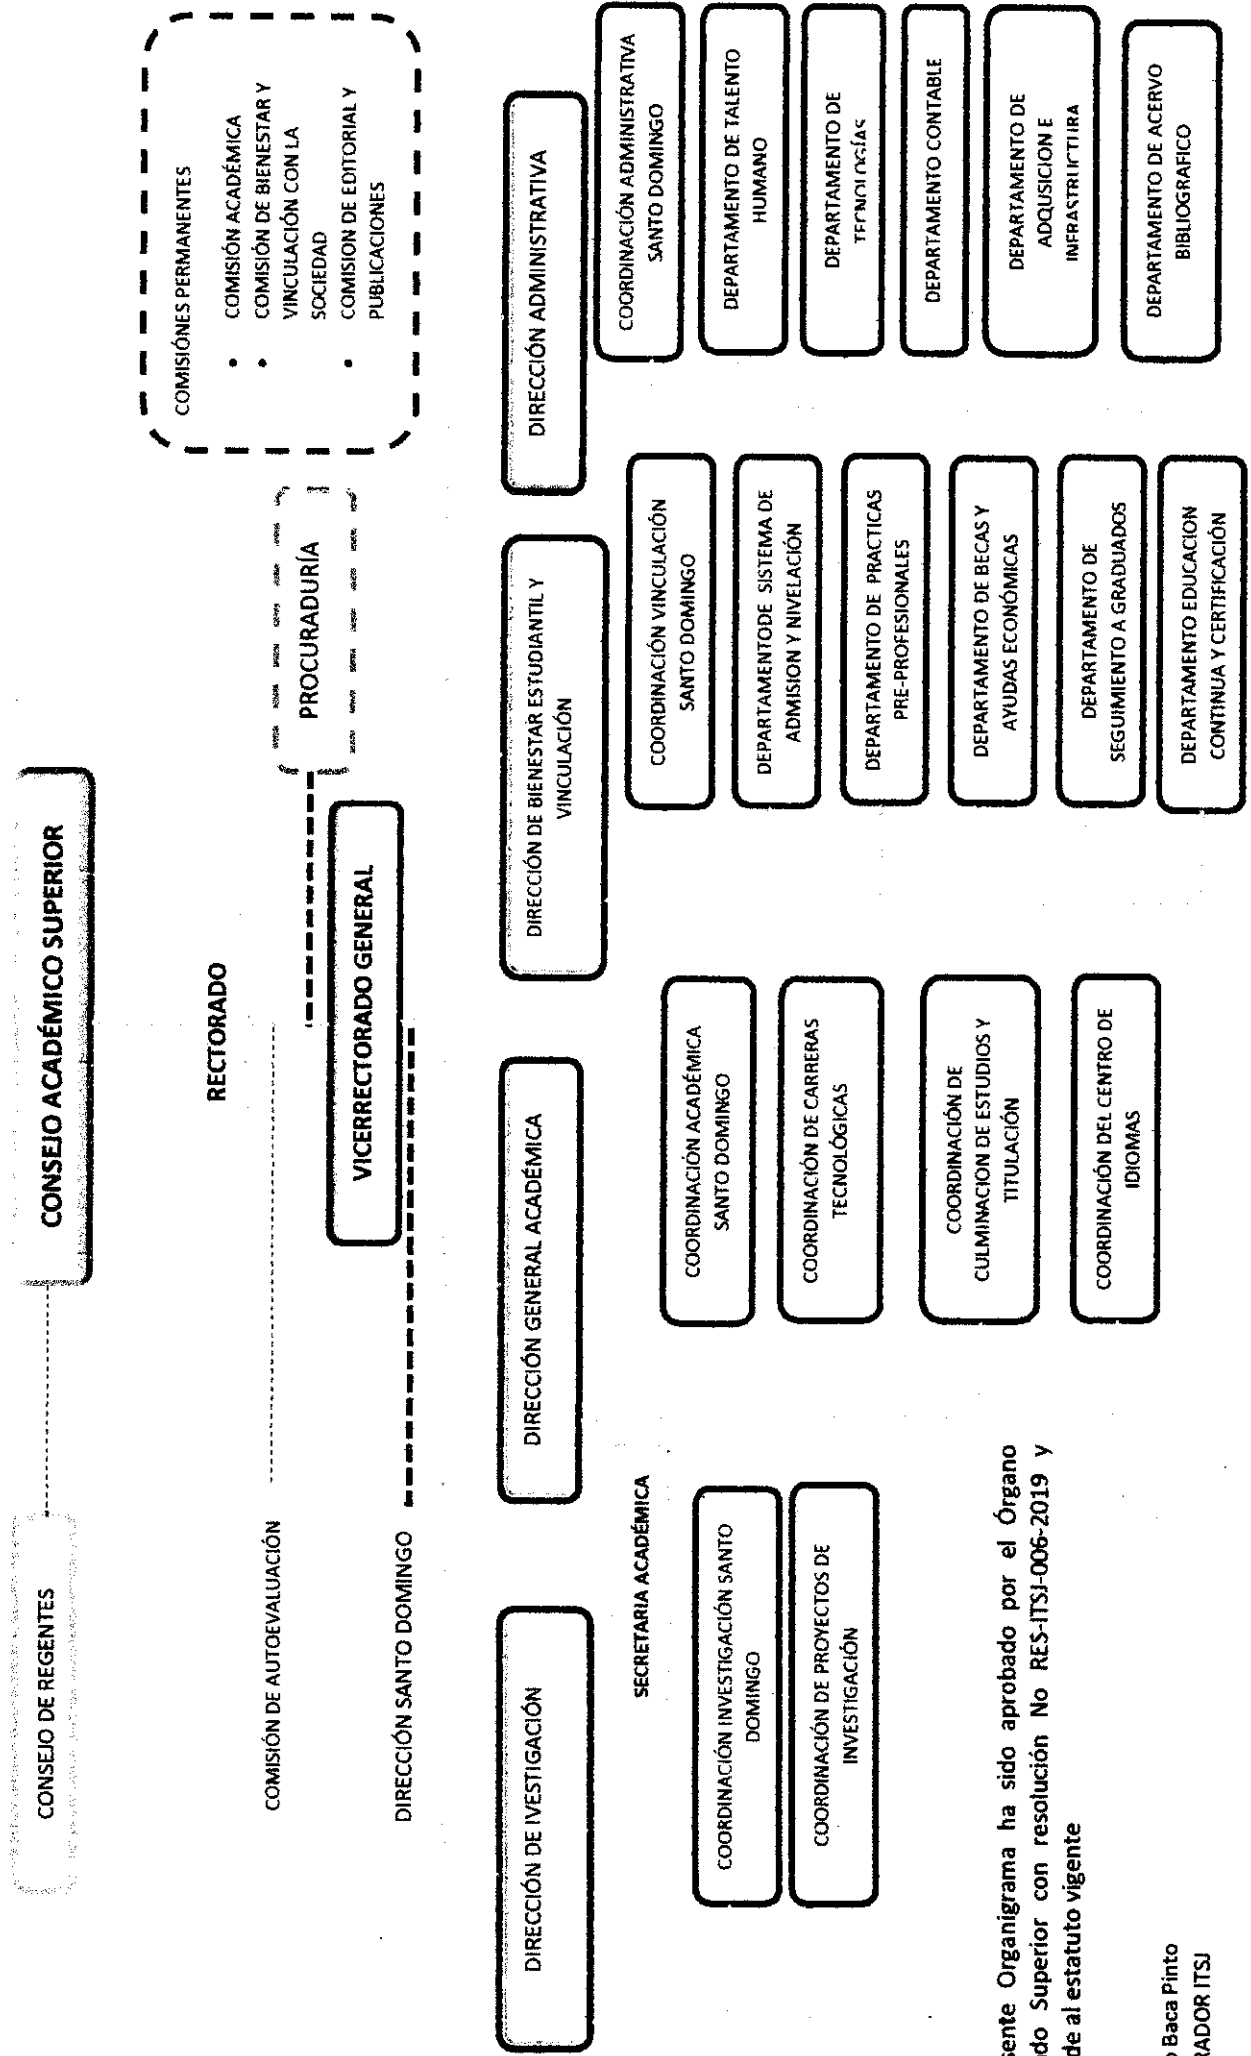 CONSEJO DE REGENTES
CONSEJO ACADÉMICO SUPERIOR
COMISIÓNES PERMANENTES
• COMISIÓN ACADÉMICA
• COMISIÓN DE BIENESTAR Y
VINCULACIÓN CON LA
SOCIEDAD
• COMISION DE EDITORIAL Y
PUBLICACIONES
RECTORADO
COMISIÓN DE AUTOEVALUACIÓN
PROCURADURÍA
VICERRECTORADO GENERAL
DIRECCIÓN SANTO DOMINGO
DIRECCIÓN DE IVESTIGACIÓN
DIRECCIÓN GENERAL ACADÉMICA
DIRECCIÓN DE BIENESTAR ESTUDIANTIL Y
VINCULACIÓN
DIRECCIÓN ADMINISTRATIVA
SECRETARIA ACADÉMICA
COORDINACIÓN INVESTIGACIÓN SANTO
DOMINGO
COORDINACIÓN DE PROYECTOS DE
INVESTIGACIÓN
COORDINACIÓN ACADÉMICA
SANTO DOMINGO
COORDINACIÓN DE CARRERAS
TECNOLÓGICAS
COORDINACIÓN DE
CULMINACION DE ESTUDIOS Y
TITULACIÓN
COORDINACIÓN DEL CENTRO DE
IDIOMAS
COORDINACIÓN VINCULACIÓN
SANTO DOMINGO
DEPARTAMENTODE SISTEMA DE
ADMISION Y NIVELACIÓN
DEPARTAMENTO DE PRACTICAS
PRE-PROFESIONALES
DEPARTAMENTO DE BECAS Y
AYUDAS ECONÓMICAS
DEPARTAMENTO DE
SEGUIMIENTO A GRADUADOS
DEPARTAMENTO EDUCACION
CONTINUA Y CERTIFICACIÓN
COORDINACIÓN ADMINISTRATIVA
SANTO DOMINGO
DEPARTAMENTO DE TALENTO
HUMANO
DEPARTAMENTO DE
TECNOLOGÍAS
DEPARTAMENTO CONTABLE
DEPARTAMENTO DE
ADQUSICION E
INFRASTRUCTURA
DEPARTAMENTO DE ACERVO
BIBLIOGRAFICO
sente Organigrama ha sido aprobado por el Órgano
do Superior con resolución No RES-ITSJ-006-2019 y
de al estatuto vigente
Baca Pinto
RADOR ITSJ